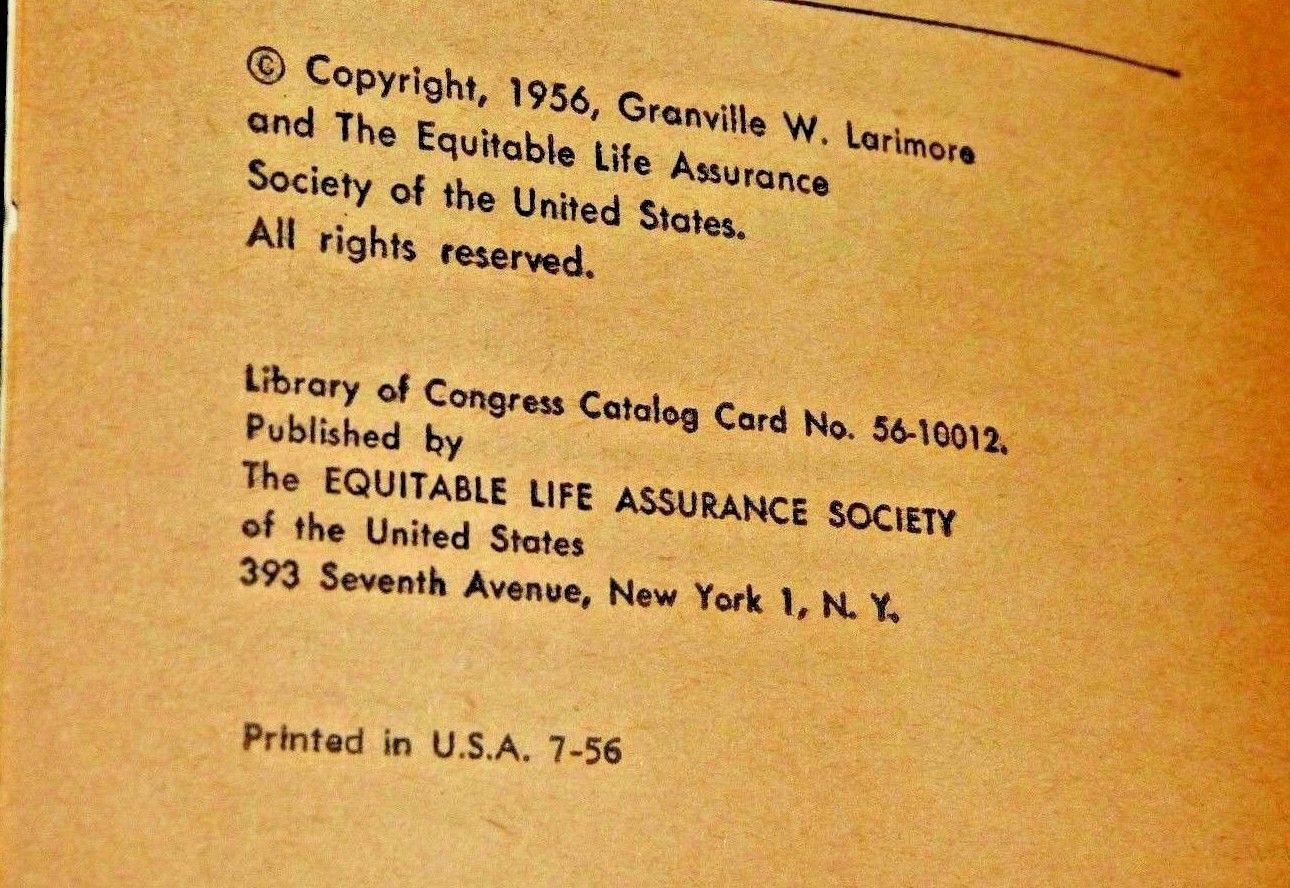 © Copyright, 1956, Granville W. Larimore
and The Equitable Life Assurance
Society of the United States.
All rights reserved.
Library of Congress Catalog Card No. 56-10012.
Published by
The EQUITABLE LIFE ASSURANCE SOCIETY
of the United States
393 Seventh Avenue, New York 1, N. Y.
Printed in U.S.A. 7-56